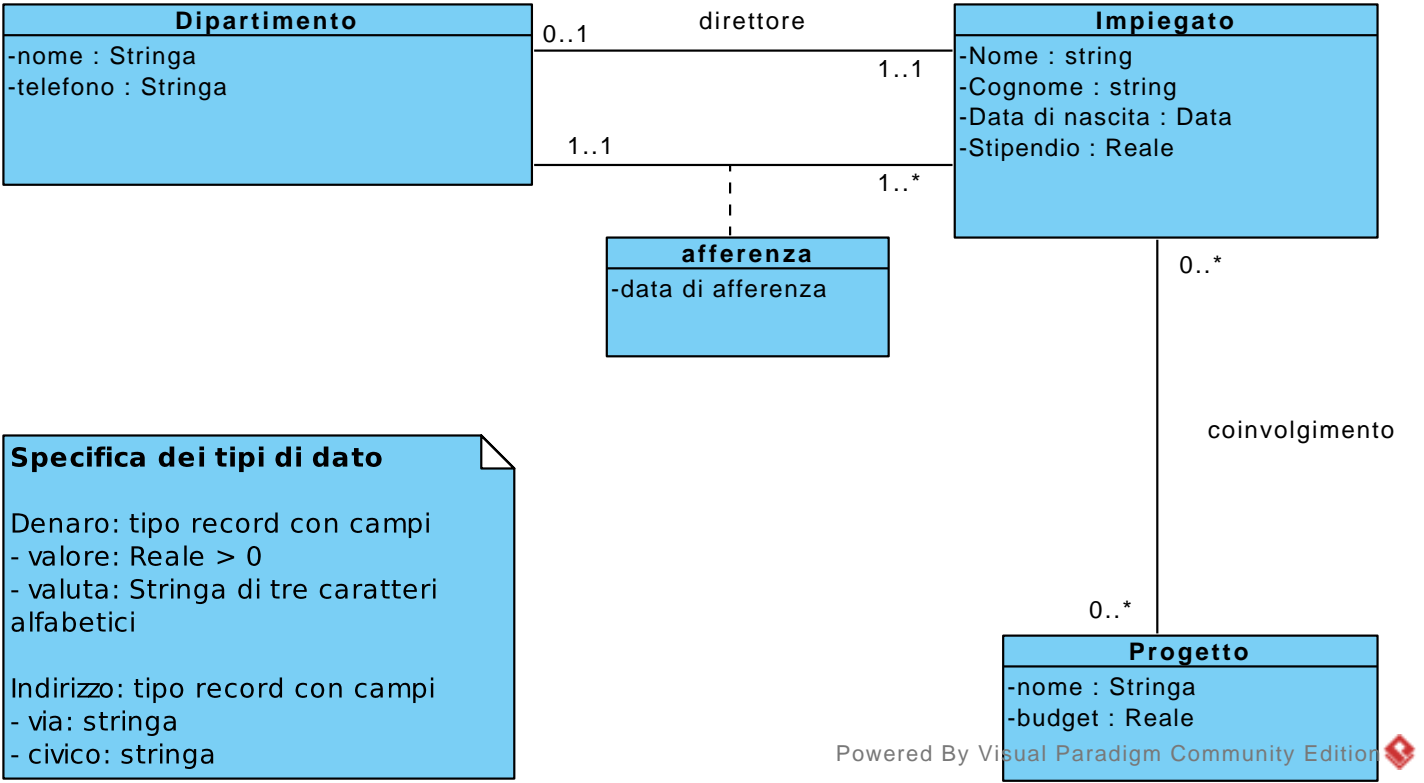 Dipartimento
-nome : Stringa
-telefono : Stringa
0..1
direttore
1..1
1..1
1..*
Impiegato
-Nome : string
-Cognome : string
-Data di nascita : Data
-Stipendio : Reale
afferenza
-data di afferenza
0..*
coinvolgimento
0..*
Specifica dei tipi di dato
Denaro: tipo record con campi
- valore: Reale > 0
- valuta: Stringa di tre caratteri
alfabetici
Indirizzo: tipo record con campi
- via: stringa
- civico: stringa
Progetto
-nome : Stringa
-budget : Reale
Powered By Visual Paradigm Community Edition